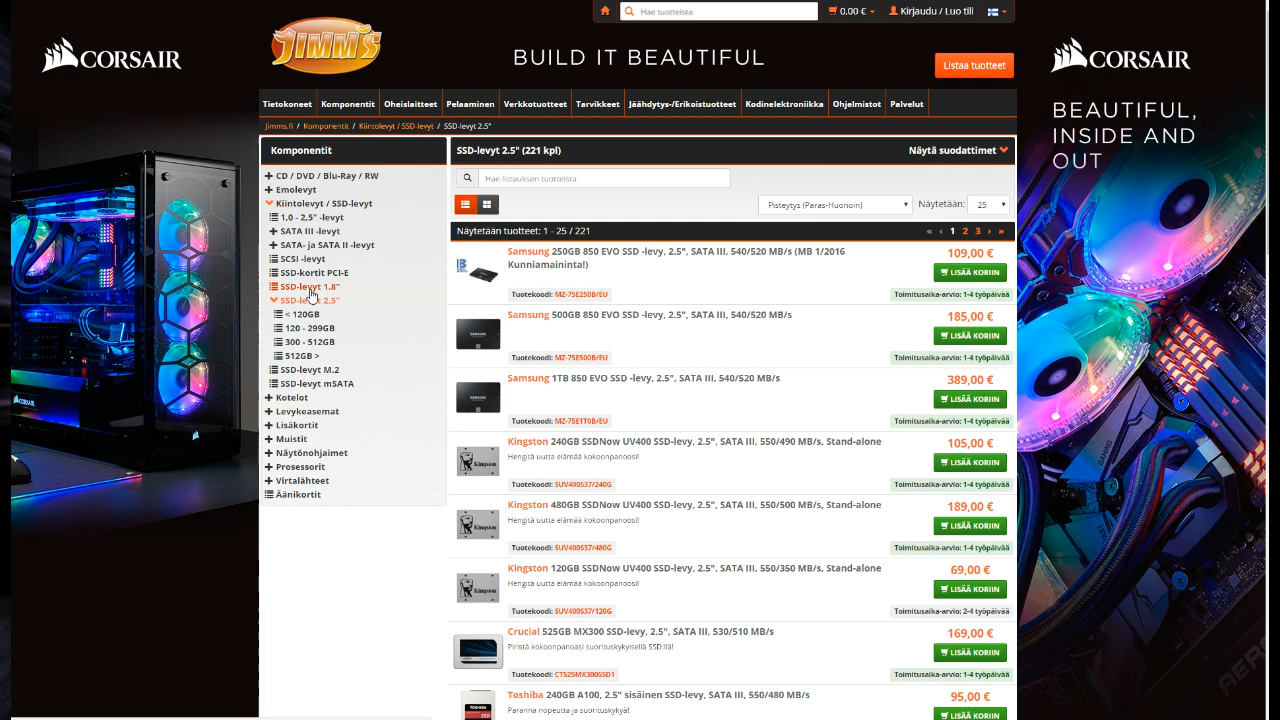 Hae tuotteista
0,00 €
Kirjaudu / Luo tili
CORSAIR
JIMM'S
BUILD IT BEAUTIFUL
Listaa tuotteet
CORSAIR
BEAUTIFUL,
INSIDE AND
OUT
Tietokoneet
Komponentit
Oheislaitteet
Pelaaminen
Verkkotuotteet
Tarvikkeet
Jäähdytys-/Erikoistuotteet
Kodinelektroniikka
Ohjelmistot
Palvelut
Jimms.fi / Komponentit / Kiintolevyt / SSD-levyt / SSD-levyt 2.5"
Komponentit
CD / DVD / Blu-Ray / RW
Emolevyt
Kiintolevyt / SSD-levyt
1,0 - 2,5" -levyt
SATA III -levyt
SATA- ja SATA II -levyt
SCSI -levyt
SSD-kortit PCI-E
SSD-levyt 1.8"
SSD-levyt 2.5"
< 120GB
120 - 299GB
300 - 512GB
512GB >
SSD-levyt M.2
SSD-levyt mSATA
Kotelot
Levykeasemat
Lisäkortit
Muistit
Näytönohjaimet
Prosessorit
Virtalähteet
Äänikortit
SSD-levyt 2.5" (221 kpl)
Näytä suodattimet
Hae listauksen tuotteista
Pisteytys (Paras-Huonoin)
Näytetään: 25
Näytetään tuotteet: 1 - 25 / 221
« ‹ 1 2 3 › »
Samsung 250GB 850 EVO SSD -levy, 2.5", SATA III, 540/520 MB/s (MB 1/2016
Kunniamaininta!)
109,00 €
LISÄÄ KORIIN
Tuotekoodi: MZ-75E250B/EU
Toimitusaika-arvio: 1-4 työpäivää
Samsung 500GB 850 EVO SSD -levy, 2.5", SATA III, 540/520 MB/s
185,00 €
LISÄÄ KORIIN
Tuotekoodi: MZ-75E500B/EU
Toimitusaika-arvio: 1-4 työpäivää
Samsung 1TB 850 EVO SSD -levy, 2.5", SATA III, 540/520 MB/s
389,00 €
LISÄÄ KORIIN
Tuotekoodi: MZ-75E1T0B/EU
Toimitusaika-arvio: 1-4 työpäivää
Kingston 240GB SSDNow UV400 SSD-levy, 2.5", SATA III, 550/490 MB/s, Stand-alone
Hengitä uutta elämää kokoonpanoosi!
105,00 €
LISÄÄ KORIIN
Tuotekoodi: SUV400S37/240G
Toimitusaika-arvio: 1-4 työpäivää
Kingston 480GB SSDNow UV400 SSD-levy, 2.5", SATA III, 550/500 MB/s, Stand-alone
Hengitä uutta elämää kokoonpanoosi!
189,00 €
LISÄÄ KORIIN
Tuotekoodi: SUV400S37/480G
Toimitusaika-arvio: 1-4 työpäivää
Kingston 120GB SSDNow UV400 SSD-levy, 2.5", SATA III, 550/350 MB/s, Stand-alone
Hengitä uutta elämää kokoonpanoosi!
69,00 €
LISÄÄ KORIIN
Tuotekoodi: SUV400S37/120G
Toimitusaika-arvio: 2-4 työpäivää
Crucial 525GB MX300 SSD-levy, 2.5", SATA III, 530/510 MB/s
Piristä kokoonpanoasi suorituskykyisellä SSD:llä!
169,00 €
LISÄÄ KORIIN
Tuotekoodi: CT525MX300SSD1
Toimitusaika-arvio: 1-4 työpäivää
Toshiba 240GB A100, 2.5" sisäinen SSD-levy, SATA III, 550/480 MB/s
Paranna nopeutta ja suorituskykyä!
95,00 €
LISÄÄ KORIIN